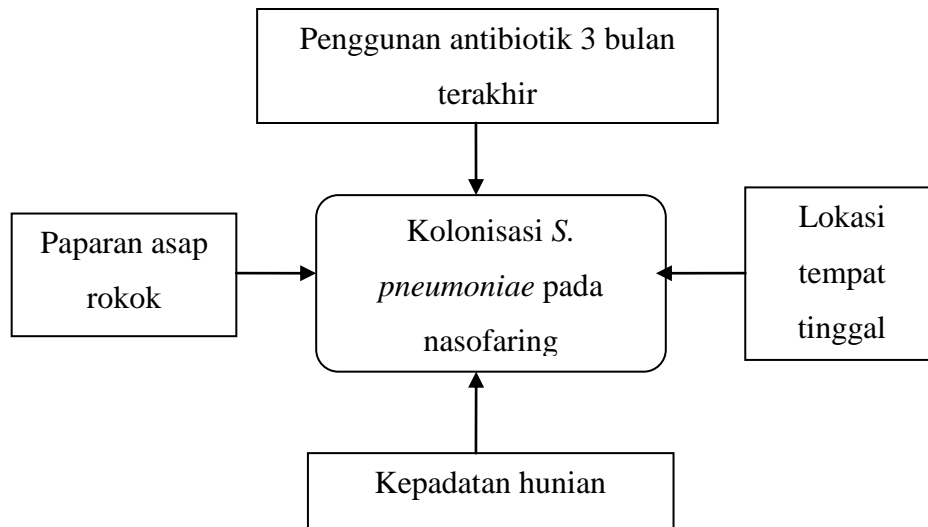 Penggunan antibiotik 3 bulan
terakhir
Paparan asap
rokok
Kolonisasi S.
pneumoniae pada
nasofaring
Lokasi
tempat
tinggal
Kepadatan hunian